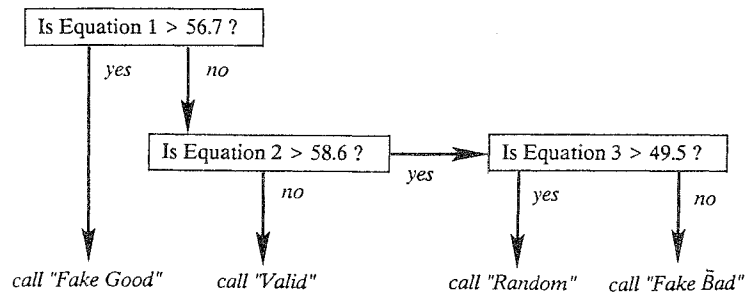 Is Equation 1 > 56.7 ?
yes
no
Is Equation 2 > 58.6 ?
yes
Is Equation 3 > 49.5 ?
no
yes
no
call "Fake Good"
call "Valid"
call "Random"
call "Fake Bad"